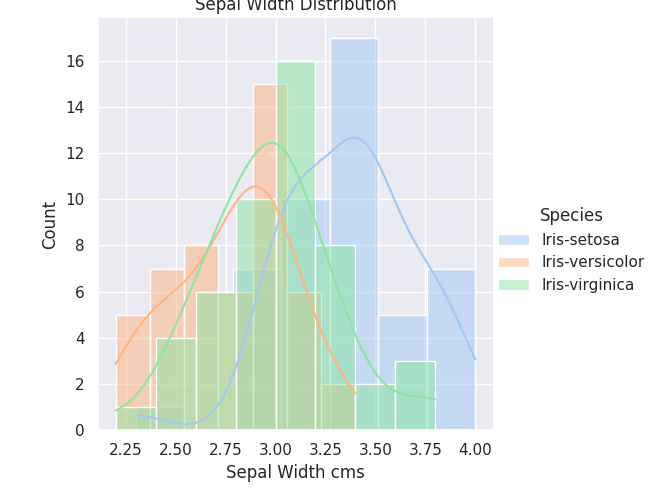 Sepal Width Distribution
16
14
12
10
8
6
4
2
0
Count
2.25 2.50 2.75 3.00 3.25 3.50 3.75 4.00
Sepal Width cms
Species
Iris-setosa
Iris-versicolor
Iris-virginica